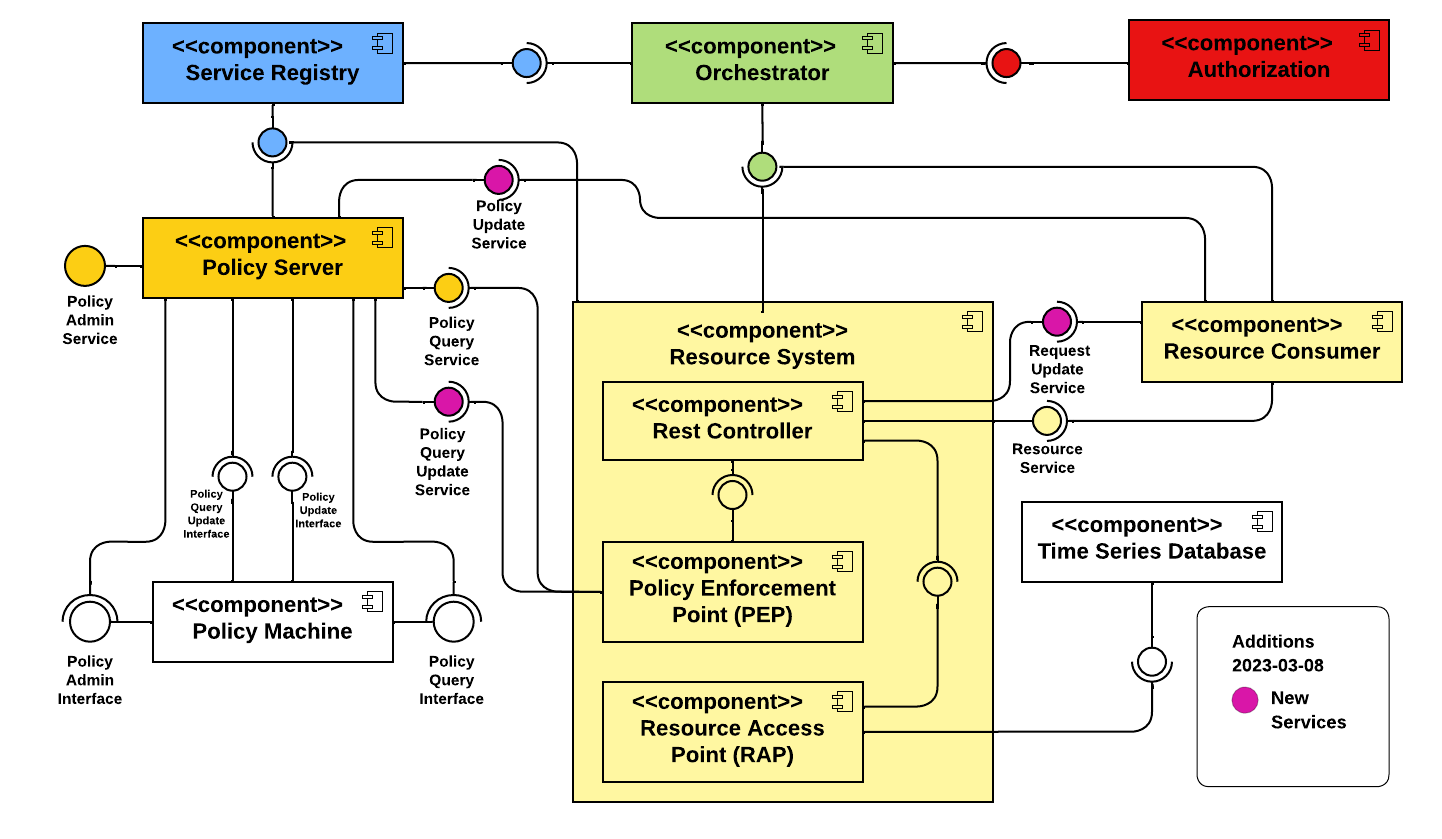 <<component>>
Service Registry
<<component>>
Orchestrator
<<component>>
Authorization
Policy
Update
Service
<<component>>
Policy Server
Policy
Admin
Service
Policy
Query
Service
Policy
Query
Update
Service
<<component>>
Resource System
<<component>>
Rest Controller
<<component>>
Policy Enforcement
Point (PEP)
<<component>>
Resource Access
Point (RAP)
Request
Update
Service
<<component>>
Resource Consumer
Resource
Service
<<component>>
Time Series Database
Policy
Query
Update
Interface
Policy
Update
Interface
<<component>>
Policy Machine
Policy
Admin
Interface
Policy
Query
Interface
Additions
2023-03-08
New
Services